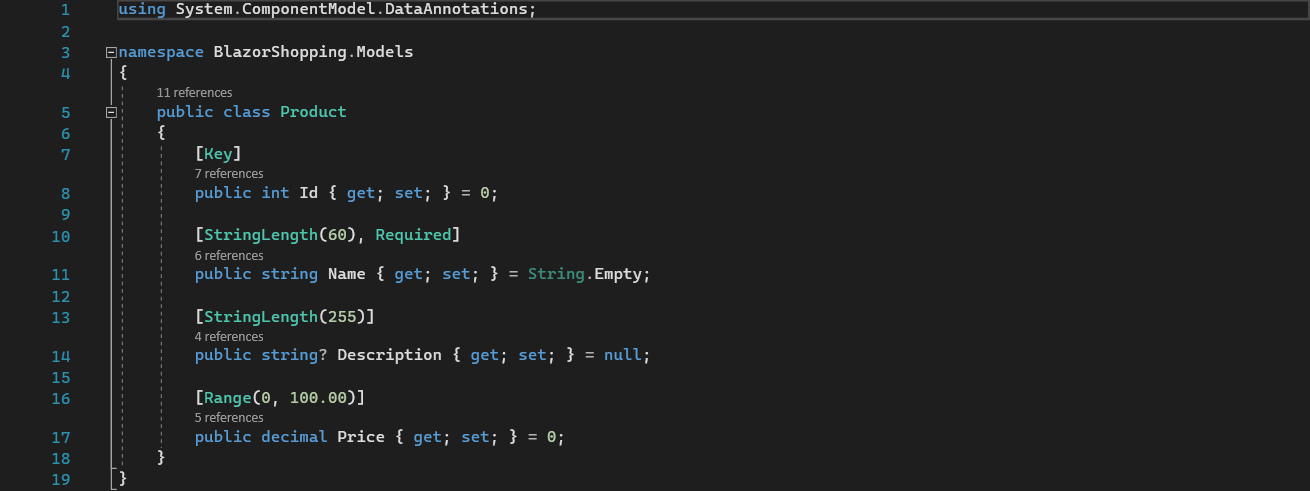 1 using System.ComponentModel.DataAnnotations;
2
3 namespace BlazorShopping.Models
4 {
11 references
5 public class Product
6 {
7 [Key]
7 references
8 public int Id { get; set; } = 0;
9
10 [StringLength(60), Required]
6 references
11 public string Name { get; set; } = String.Empty;
12
13 [StringLength(255)]
4 references
14 public string? Description { get; set; } = null;
15
16 [Range(0, 100.00)]
5 references
17 public decimal Price { get; set; } = 0;
18 }
19 }